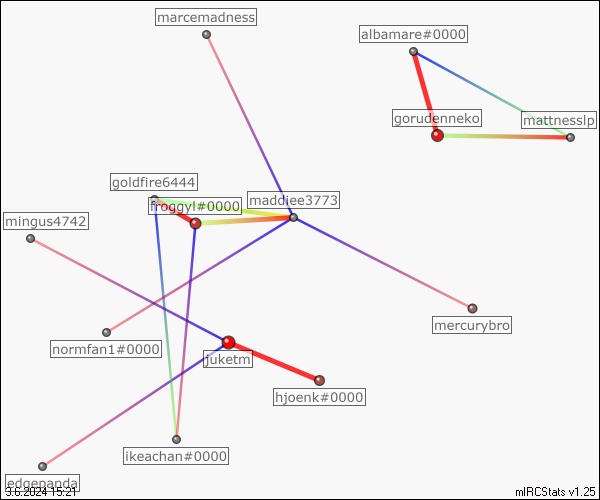 marcemadness
albamare#0000
gorudenneko
mattnesslp
goldfire6444
froggy!#0000
maddiee3773
mingus4742
mercurybro
normfan1#0000
juketm
hjoenk#0000
ikeachan#0000
edgepanda
3.6.2024 15:21
mIRCStats v1.25